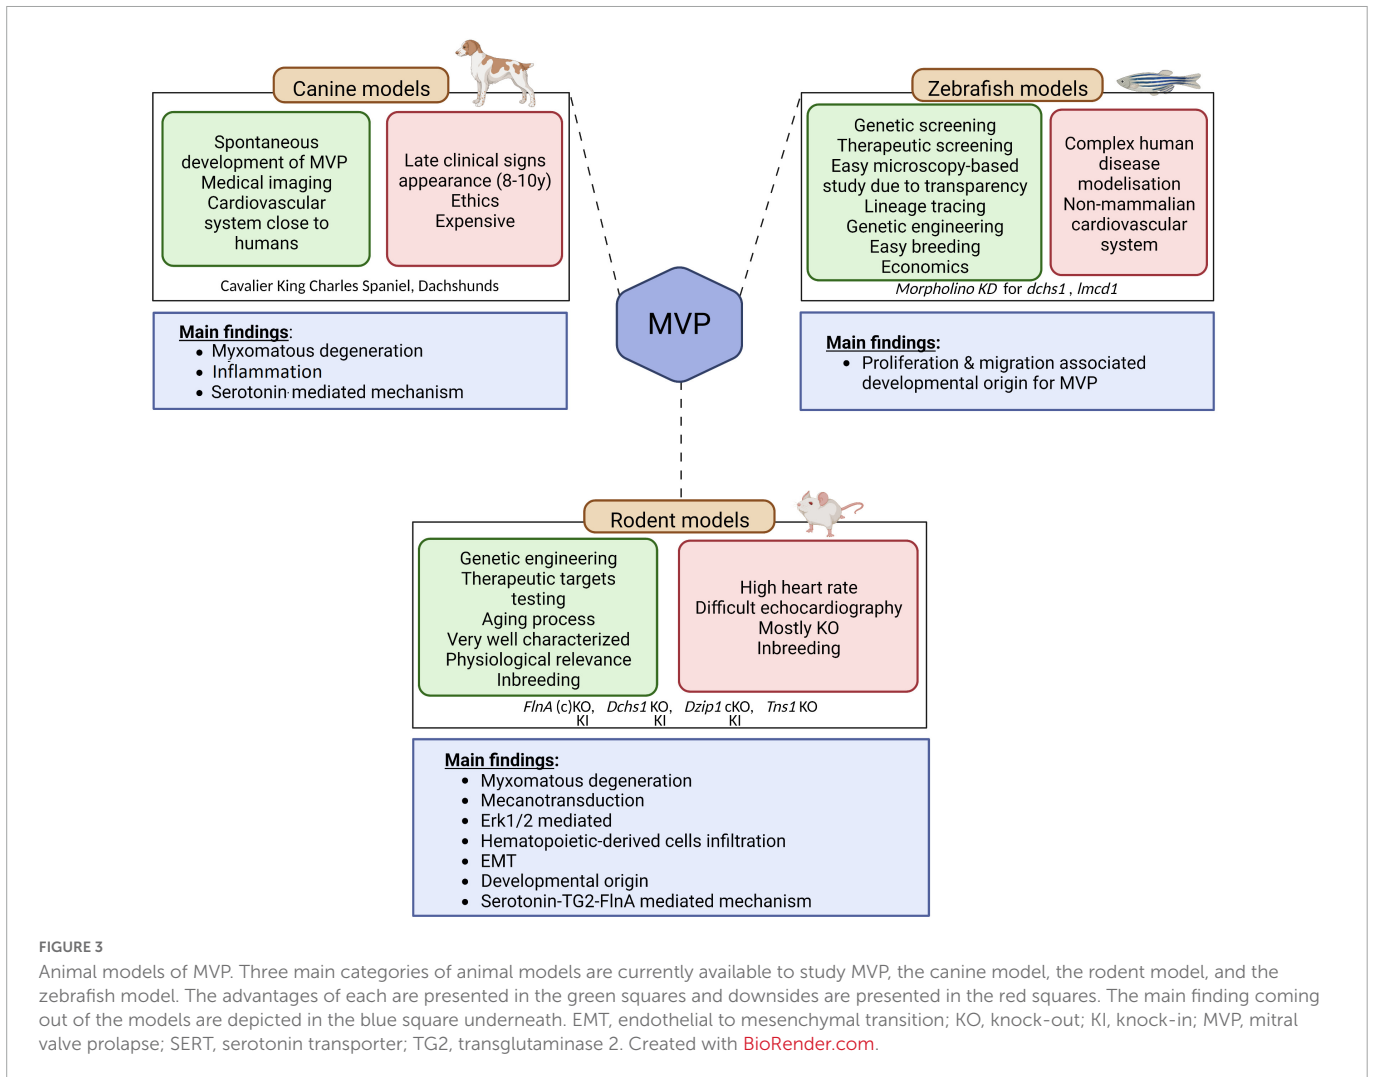 Canine models
Spontaneous
development of MVP
Medical imaging
Cardiovascular
system close to
humans
Late clinical signs
appearance (8-10y)
Ethics
Expensive
Cavalier King Charles Spaniel, Dachshunds
Main findings:
• Myxomatous degeneration
• Inflammation
• Serotonin-mediated mechanism
Zebrafish models
Genetic screening
Therapeutic screening
Easy microscopy-based
study due to transparency
Lineage tracing
Genetic engineering
Easy breeding
Economics
Complex human
disease
modelisation
Non-mammalian
cardiovascular
system
Morpholino KD for dchs1 , lmcd1
Main findings:
• Proliferation & migration associated
developmental origin for MVP
MVP
Rodent models
Genetic engineering
Therapeutic targets
testing
Aging process
Very well characterized
Physiological relevance
Inbreeding
High heart rate
Difficult echocardiography
Mostly KO
Inbreeding
FlnA (c)KO, Dchs1 KO, Dzip1 cKO, Tns1 KO
KI KI KI
Main findings:
• Myxomatous degeneration
• Mecanotransduction
• Erk1/2 mediated
• Hematopoietic-derived cells infiltration
• EMT
• Developmental origin
• Serotonin-TG2-FlnA mediated mechanism
FIGURE 3
Animal models of MVP. Three main categories of animal models are currently available to study MVP, the canine model, the rodent model, and the
zebrafish model. The advantages of each are presented in the green squares and downsides are presented in the red squares. The main finding coming
out of the models are depicted in the blue square underneath. EMT, endothelial to mesenchymal transition; KO, knock-out; KI, knock-in; MVP, mitral
valve prolapse; SERT, serotonin transporter; TG2, transglutaminase 2. Created with BioRender.com.